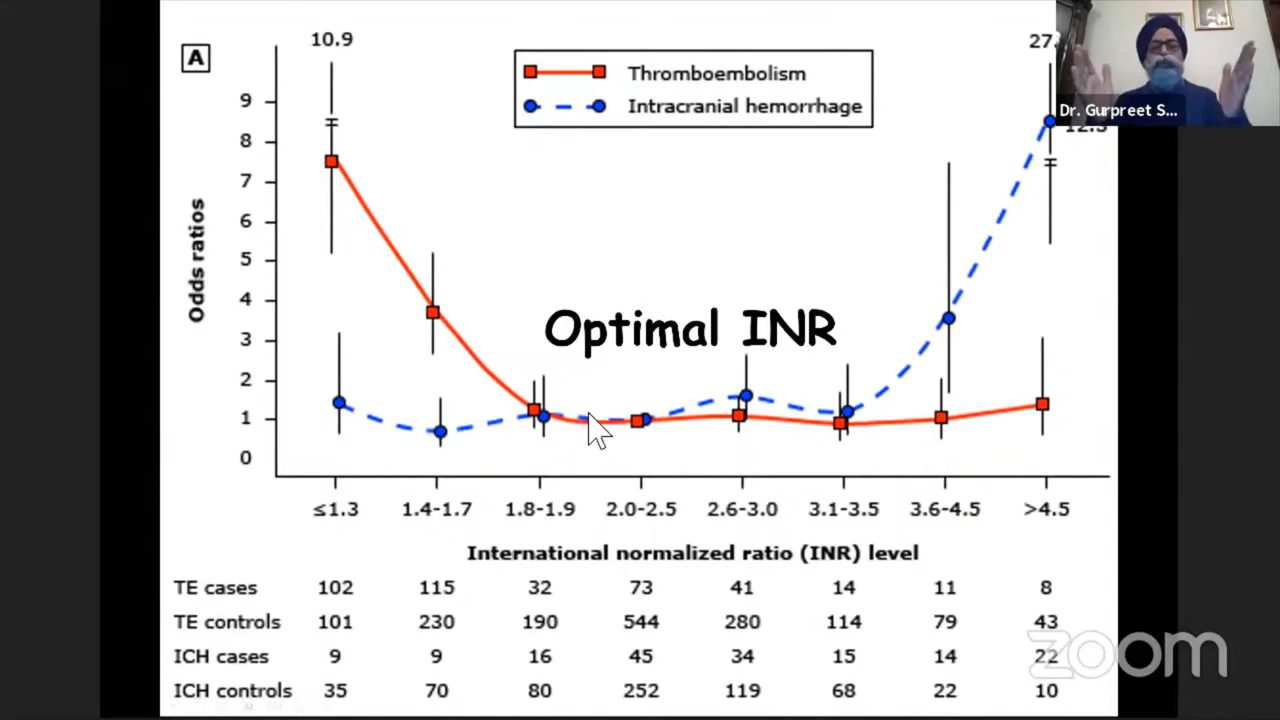 A
10.9
27
Thromboembolism
Intracranial hemorrhage
Dr. Gurpreet S...
9
8
7
6
5
4
3
2
1
0
Odds ratios
Optimal INR
≤1.3 1.4-1.7 1.8-1.9 2.0-2.5 2.6-3.0 3.1-3.5 3.6-4.5 >4.5
International normalized ratio (INR) level
TE cases 102 115 32 73 41 14 11 8
TE controls 101 230 190 544 280 114 79 43
ICH cases 9 9 16 45 34 15 14 22
ICH controls 35 70 80 252 119 68 22 10
zoom